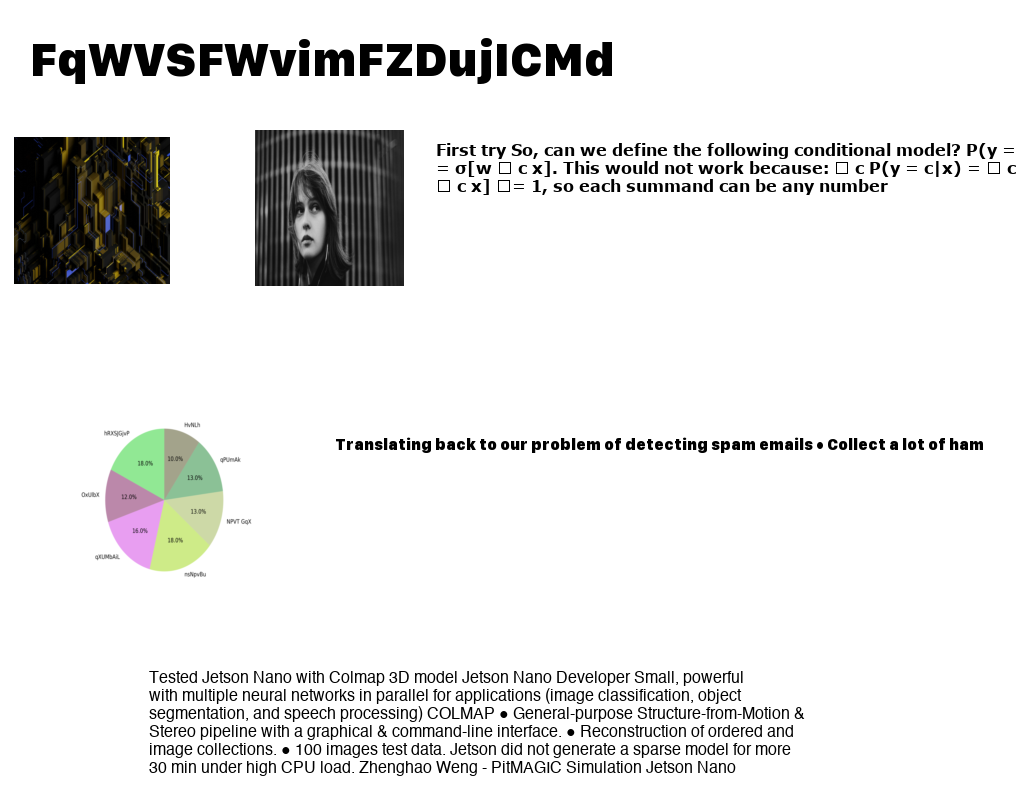 FqWVSFWvimFZDujICMd
First try So, can we define the following conditional model? P(y =
= σ[w □ c x]. This would not work because: □ c P(y = c|x) = □ c
□ c x] □= 1, so each summand can be any number
HvNLh
hRXSJGjvP
qPUmAk
10.0%
18.0%
13.0%
OxUlbX
12.0%
13.0%
NPVT GqX
16.0%
18.0%
qXUMbAiL
nsNpvBu
Translating back to our problem of detecting spam emails ● Collect a lot of ham
Tested Jetson Nano with Colmap 3D model Jetson Nano Developer Small, powerful
with multiple neural networks in parallel for applications (image classification, object
segmentation, and speech processing) COLMAP ● General-purpose Structure-from-Motion &
Stereo pipeline with a graphical & command-line interface. ● Reconstruction of ordered and
image collections. ● 100 images test data. Jetson did not generate a sparse model for more
30 min under high CPU load. Zhenghao Weng - PitMAGIC Simulation Jetson Nano